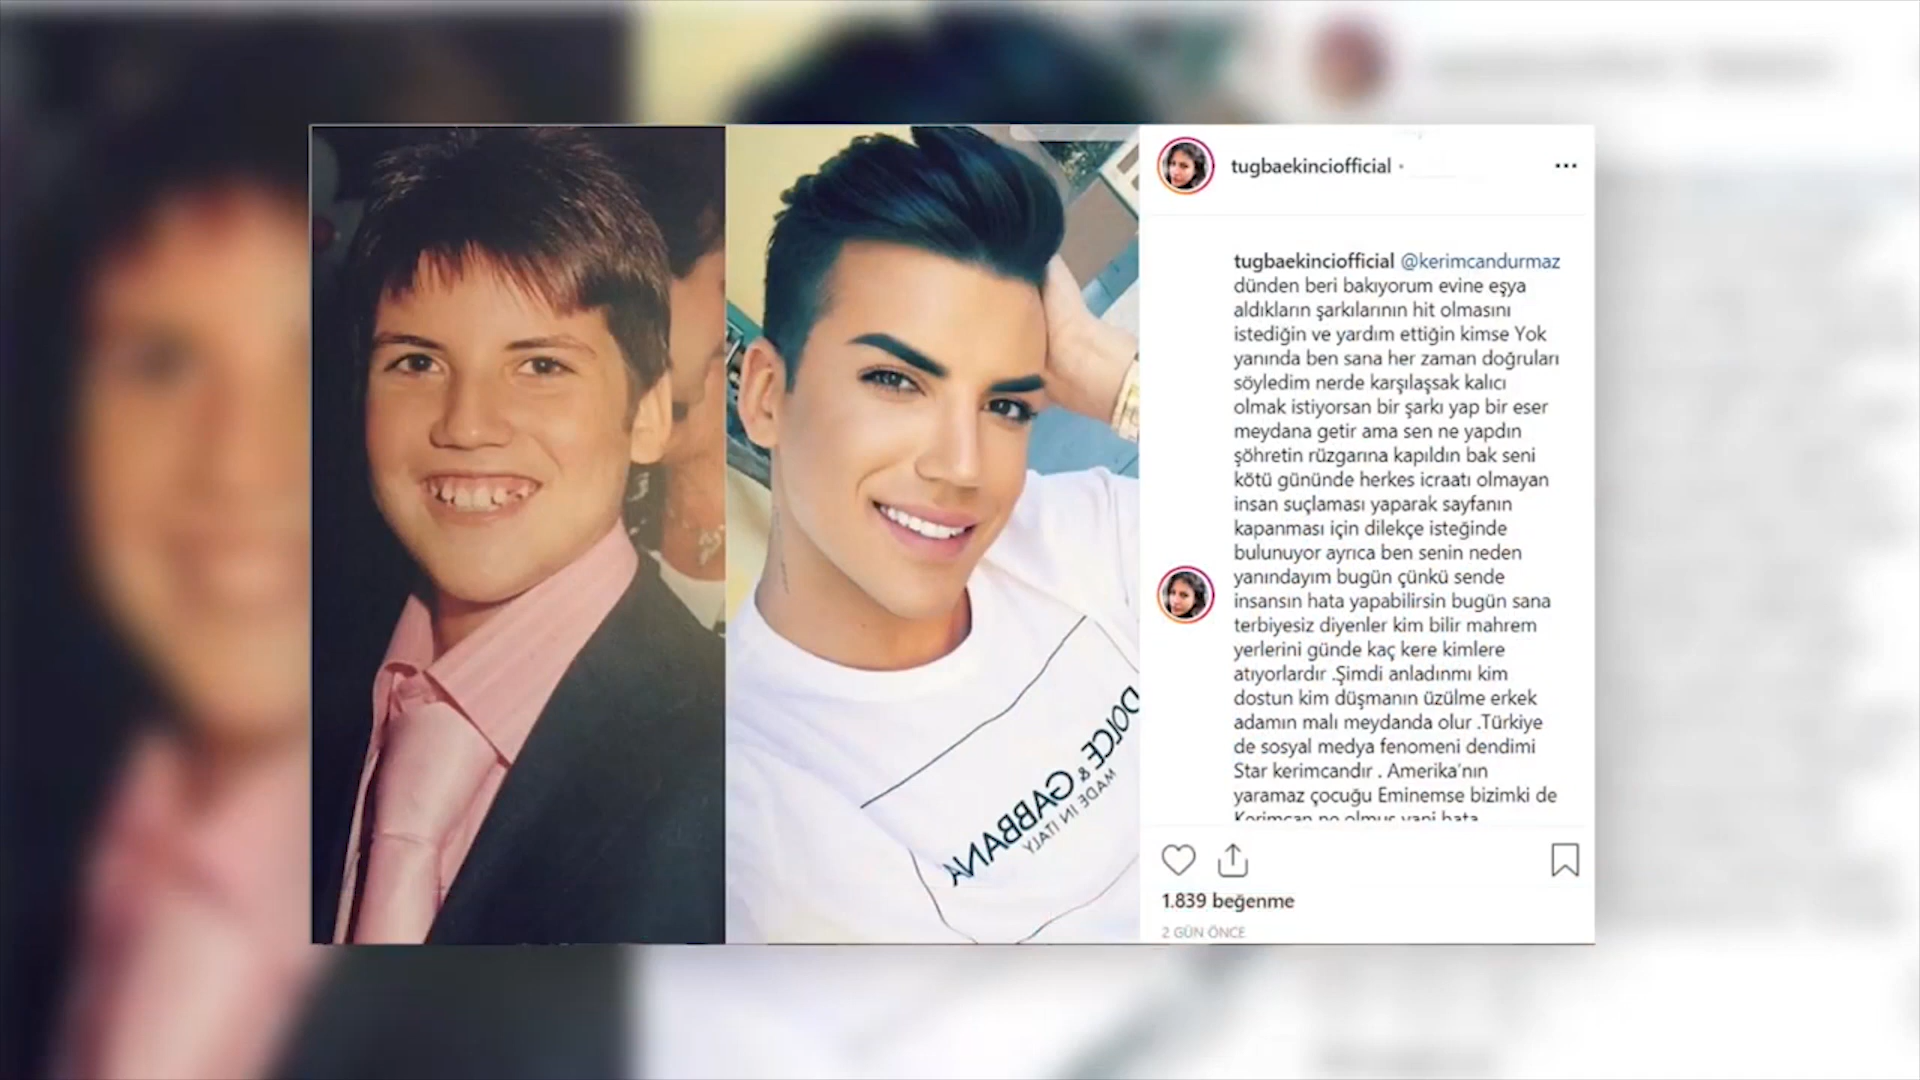 tugbaekinciofficial •
tugbaekinciofficial @kerimcandurmaz
dünden beri bakıyorum evine eşya
aldıkların şarkılarının hit olmasını
istediğin ve yardım ettiğin kimse Yok
yanında ben sana her zaman doğruları
söyledim nerde karşılaşsak kalıcı
olmak istiyorsan bir şarkı yap bir eser
meydana getir ama sen ne yapdın
şöhretin rüzgarına kapıldın bak seni
kötü gününde herkes icraatı olmayan
insan suçlaması yaparak sayfanın
kapanması için dilekçe isteğinde
bulunuyor ayrıca ben senin neden
yanındayım bugün çünkü sende
insansın hata yapabilirsin bugün sana
terbiyesiz diyenler kim bilir mahrem
yerlerini günde kaç kere kimlere
atıyorlardır .Şimdi anladınmı kim
dostun kim düşmanın üzülme erkek
adamın malı meydanda olur .Türkiye
de sosyal medya fenomeni dendimi
Star kerimcandır . Amerika'nın
yaramaz çocuğu Eminemse bizimki de
Kerimcan ne olmuş yani hata
1.839 beğenme
2 GÜN ÖNCE
DOLCE & GABBANA
MADE IN ITALY